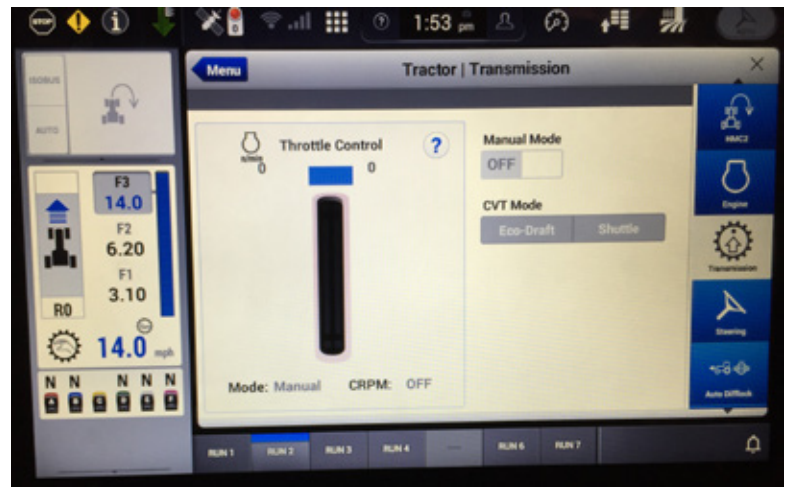 STOP
1:53 pm
ISOBUS
AUTO
Menu
Tractor | Transmission
HMC2
Engine
Transmission
Steering
Auto Difflock
Throttle Control
?
n/min
0
0
Manual Mode
OFF
CVT Mode
Eco-Draft
Shuttle
Mode: Manual
CRPM: OFF
F3
14.0
F2
6.20
F1
3.10
R0
14.0 mph
N N N N N
RUN 1
RUN 2
RUN 3
RUN 4
----
RUN 6
RUN 7